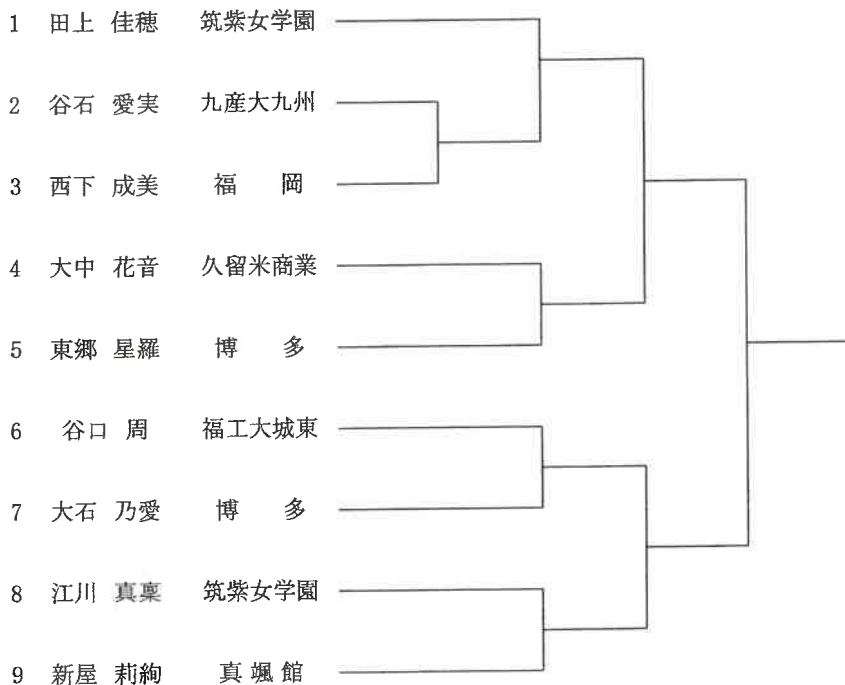 1 田上 佳穂 筑紫女学園
2 谷石 愛実 九産大九州
3 西下 成美 福 岡
4 大中 花音 久留米商業
5 東郷 星羅 博 多
6 谷口 周 福工大城東
7 大石 乃愛 博 多
8 江川 真稟 筑紫女学園
9 新屋 莉絢 真颯館